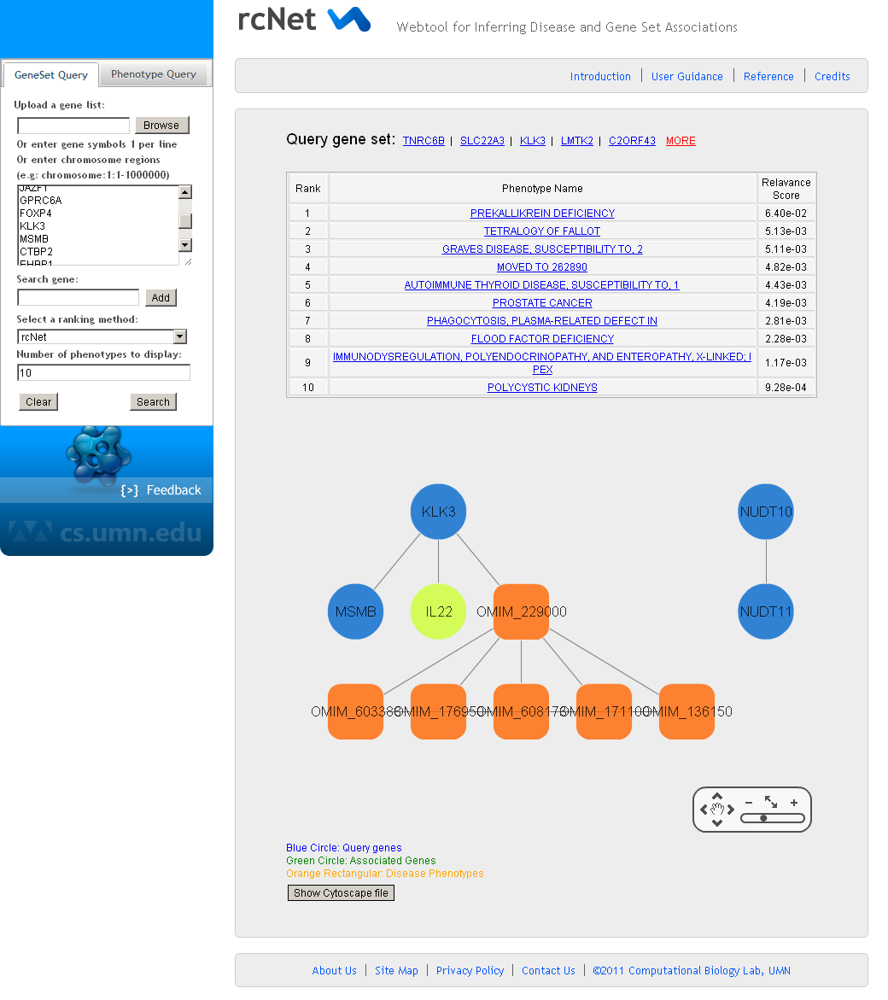 rcNet
Webtool for Inferring Disease and Gene Set Associations
GeneSet Query Phenotype Query
Introduction User Guidance Reference Credits
Upload a gene list:
Browse
Or enter gene symbols 1 per line
Or enter chromosome regions
(e.g: chromosome:1:1-1000000)
JAZF1
GPRC6A
FOXP4
KLK3
MSMB
CTBP2
EHBP1
Search gene:
Add
Select a ranking method:
rcNet
Number of phenotypes to display:
10
Clear Search
{>} Feedback
cs.umn.edu
Query gene set: TNRC6B | SLC22A3 | KLK3 | LMTK2 | C2ORF43 MORE
Rank Phenotype Name Relavance Score
1 PREKALLIKREIN DEFICIENCY 6.40e-02
2 TETRALOGY OF FALLOT 5.13e-03
3 GRAVES DISEASE, SUSCEPTIBILITY TO, 2 5.11e-03
4 MOVED TO 262890 4.82e-03
5 AUTOIMMUNE THYROID DISEASE, SUSCEPTIBILITY TO, 1 4.43e-03
6 PROSTATE CANCER 4.19e-03
7 PHAGOCYTOSIS, PLASMA-RELATED DEFECT IN 2.81e-03
8 FLOOD FACTOR DEFICIENCY 2.28e-03
9 IMMUNODYSREGULATION, POLYENDOCRINOPATHY, AND ENTEROPATHY, X-LINKED; I
PEX 1.17e-03
10 POLYCYSTIC KIDNEYS 9.28e-04
KLK3 NUDT10
MSMB IL22 OMIM_229000 NUDT11
OMIM_603388 OMIM_176950 OMIM_608173 OMIM_171100 OMIM_136150
Blue Circle: Query genes
Green Circle: Associated Genes
Orange Rectangular: Disease Phenotypes
Show Cytoscape file
About Us Site Map Privacy Policy Contact Us ©2011 Computational Biology Lab, UMN